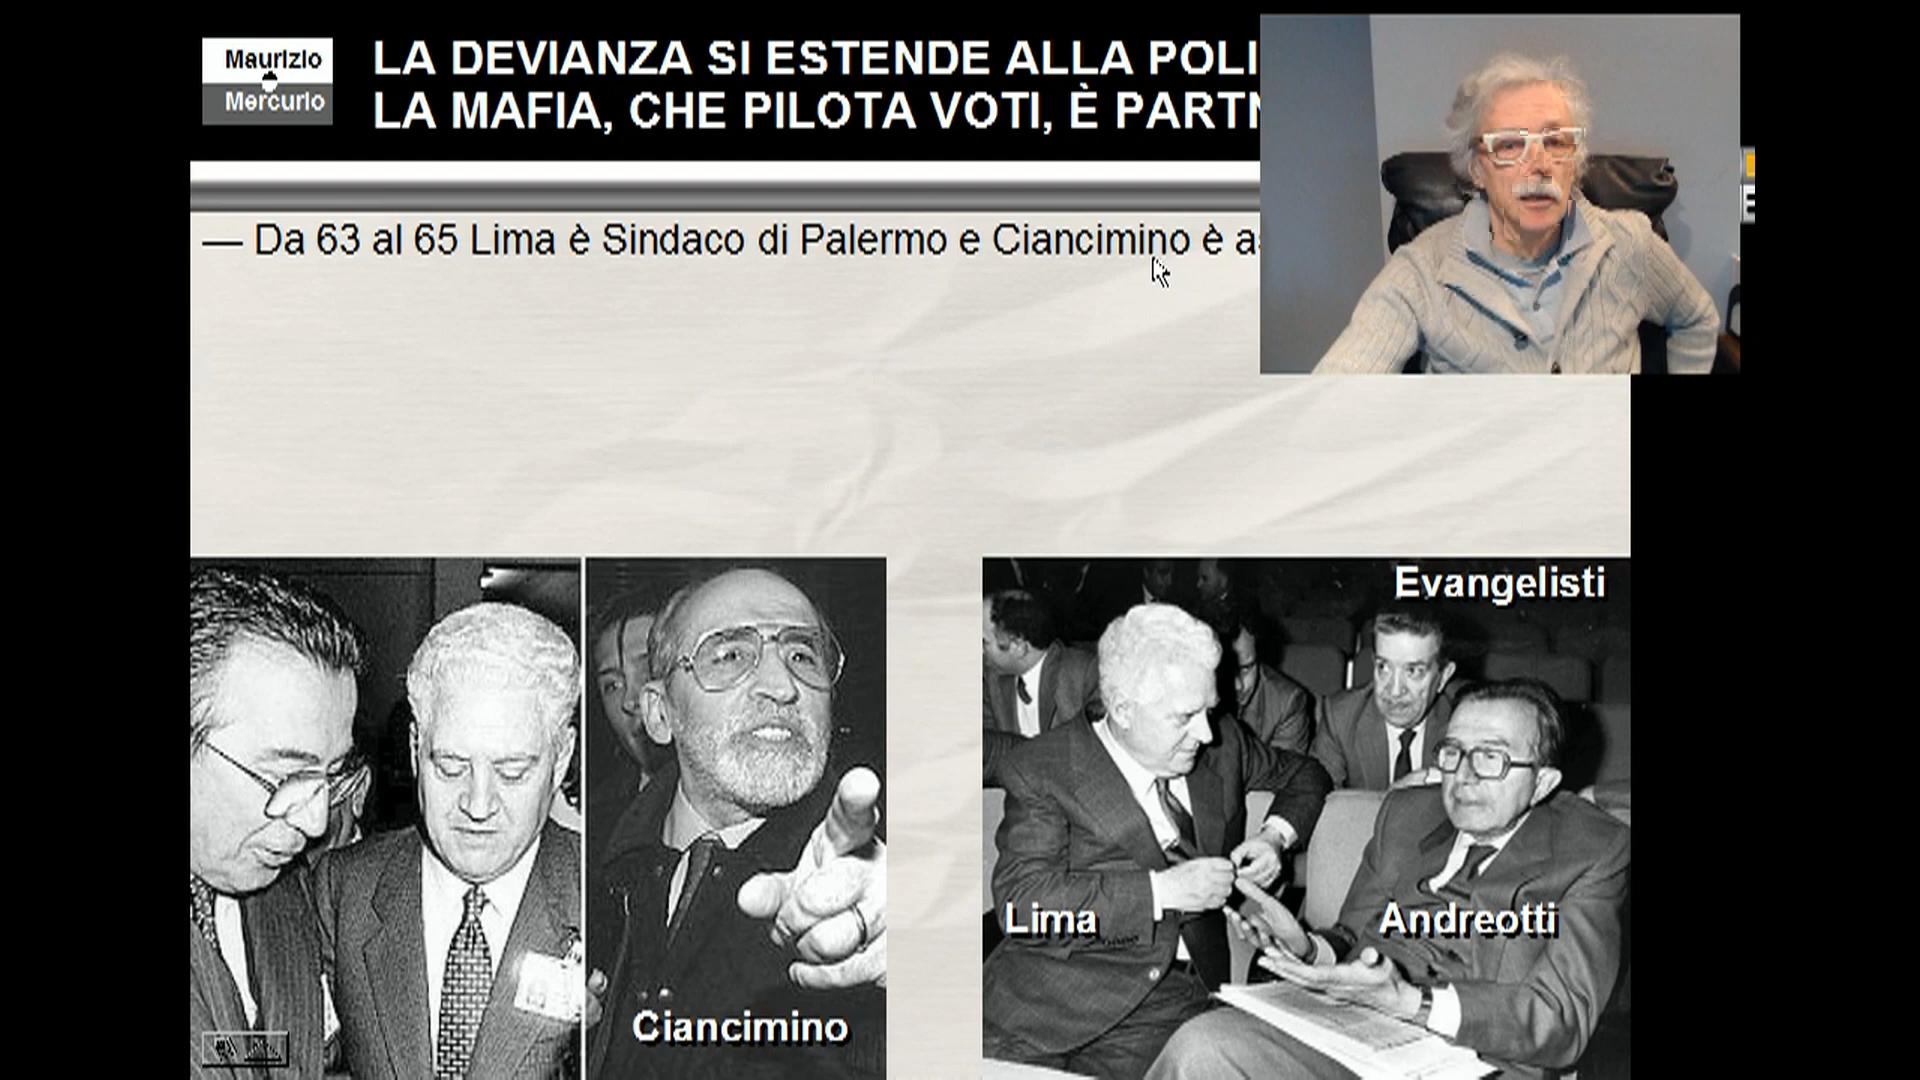 Maurizio
Mercurio
LA DEVIANZA SI ESTENDE ALLA POLI
LA MAFIA, CHE PILOTA VOTI, È PARTN
— Da 63 al 65 Lima è Sindaco di Palermo e Ciancimino è as
Evangelisti
Lima
Andreotti
Ciancimino